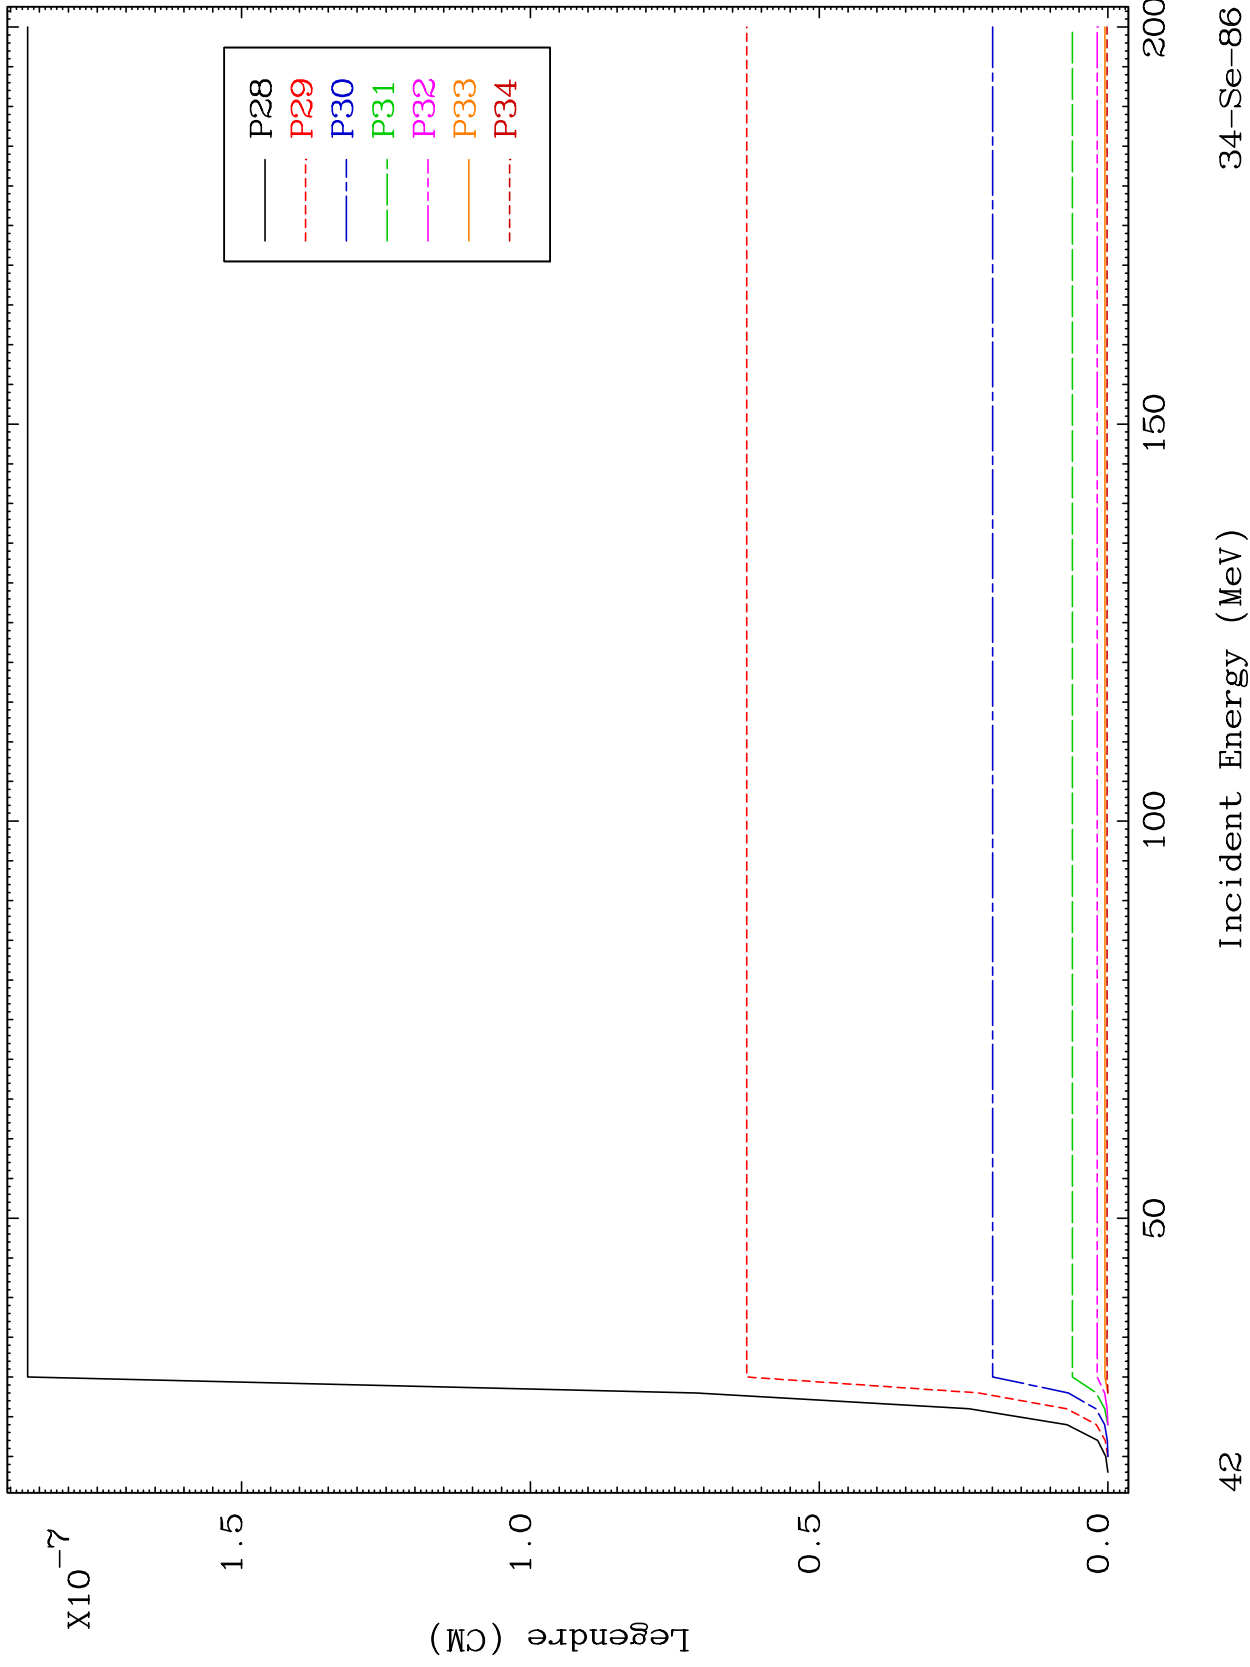 X10-7
1.5
1.0
0.5
0.0
Legendre (CM)
P28
P29
P30
P31
P32
P33
P34
50
100
150
200
42
Incident Energy (MeV)
34-Se-86